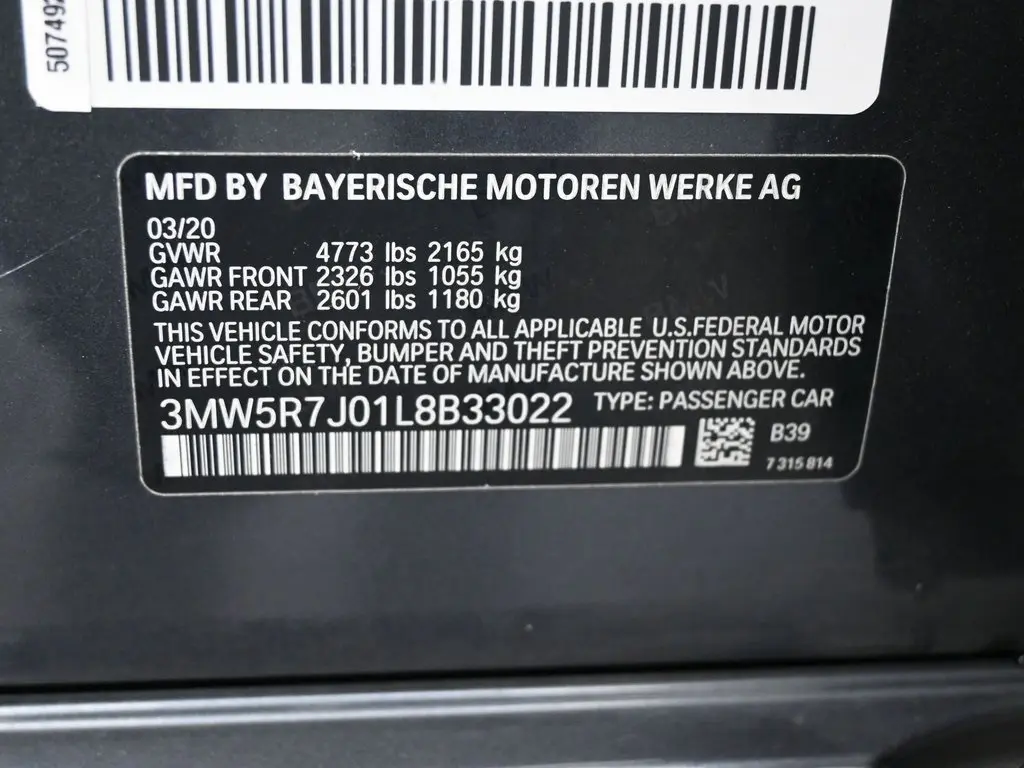 50749
MFD BY BAYERISCHE MOTOREN WERKE AG
03/20
GVWR 4773 lbs 2165 kg
GAWR FRONT 2326 lbs 1055 kg
GAWR REAR 2601 lbs 1180 kg
THIS VEHICLE CONFORMS TO ALL APPLICABLE U.S.FEDERAL MOTOR
VEHICLE SAFETY, BUMPER AND THEFT PREVENTION STANDARDS
IN EFFECT ON THE DATE OF MANUFACTURE SHOWN ABOVE.
3MW5R7J01L8B33022 TYPE: PASSENGER CAR
B39
7 315 814